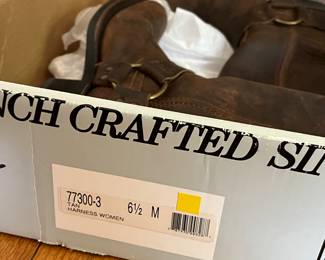 NCH CRAFTED SI
77300-3 6½ M
TAN
HARNESS WOMEN